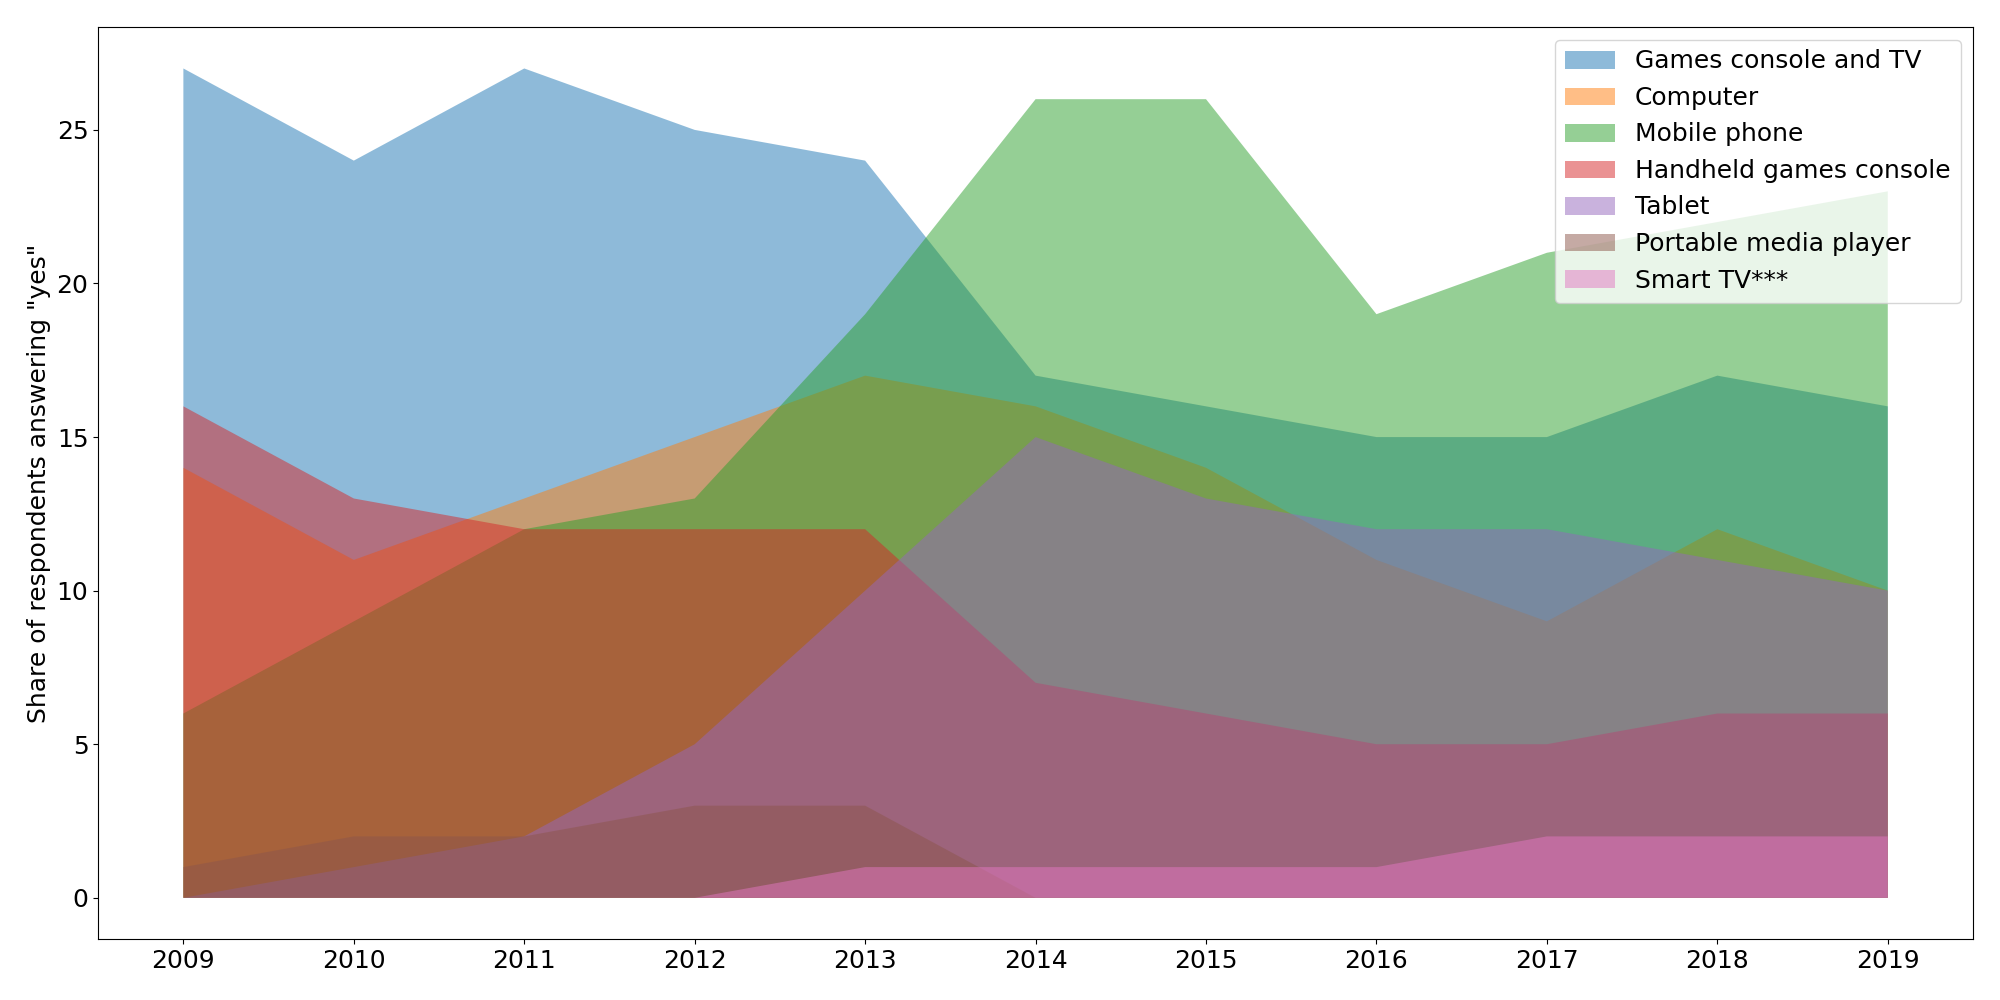 Games console and TV
Computer
Mobile phone
Handheld games console
Tablet
Portable media player
Smart TV***
Share of respondents answering "yes"
25
20
15
10
5
0
2009 2010 2011 2012 2013 2014 2015 2016 2017 2018 2019